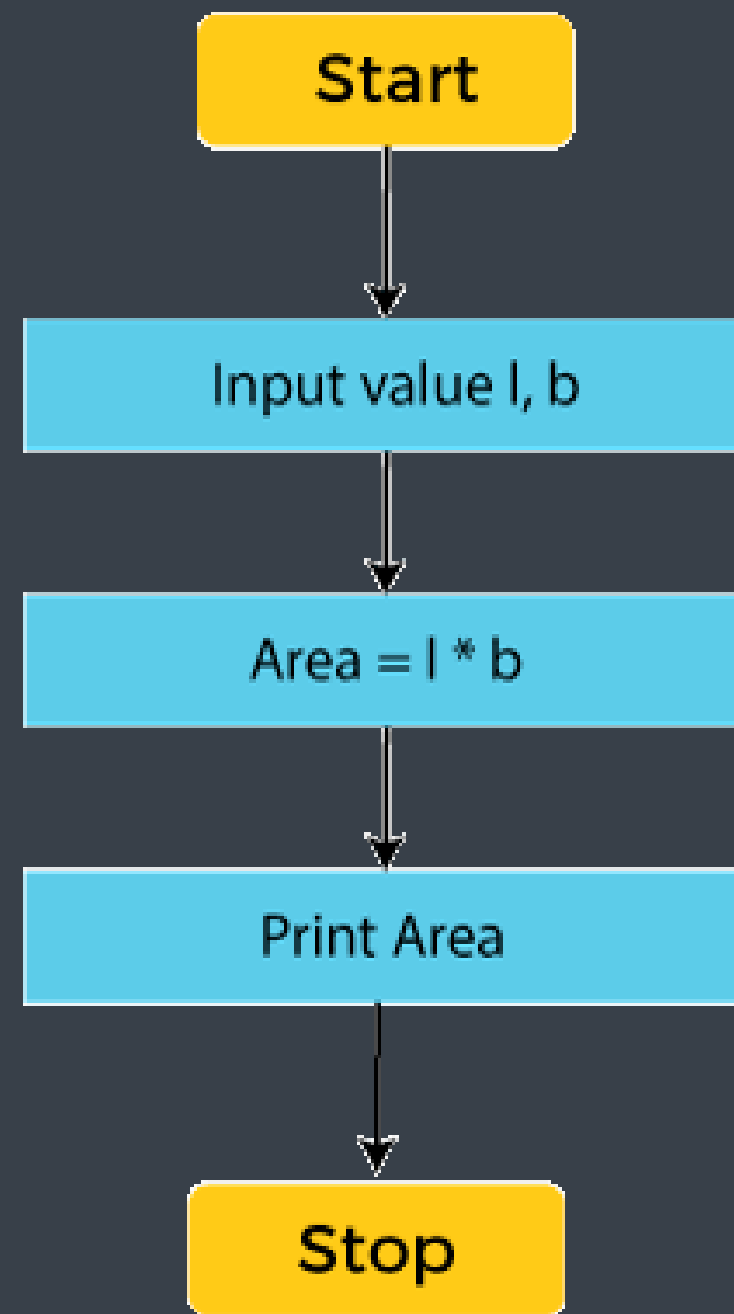 Start
Input value l, b
Area = l * b
Print Area
Stop